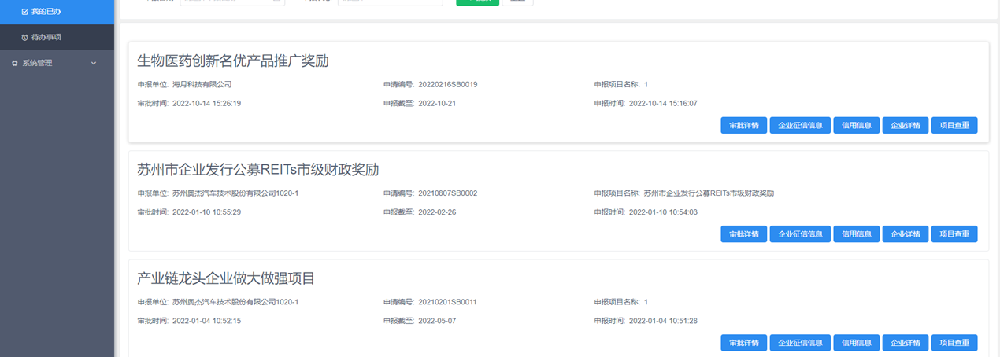 我的已办
待办事项
系统管理
生物医药创新名优产品推广奖励
申报单位: 海月科技有限公司 申请编号: 20220216SB0019 申报项目名称: 1
审批时间: 2022-10-14 15:26:19 申报截至: 2022-10-21 申报时间: 2022-10-14 15:16:07
审批详情 企业征信信息 信用信息 企业详情 项目查重
苏州市企业发行公募REITs市级财政奖励
申报单位: 苏州奥杰汽车技术股份有限公司1020-1 申请编号: 20210807SB0002 申报项目名称: 苏州市企业发行公募REITs市级财政奖励
审批时间: 2022-01-10 10:55:29 申报截至: 2022-02-26 申报时间: 2022-01-10 10:54:03
审批详情 企业征信信息 信用信息 企业详情 项目查重
产业链龙头企业做大做强项目
申报单位: 苏州奥杰汽车技术股份有限公司1020-1 申请编号: 20210201SB0011 申报项目名称: 1
审批时间: 2022-01-04 10:52:15 申报截至: 2022-05-07 申报时间: 2022-01-04 10:51:28
审批详情 企业征信信息 信用信息 企业详情 项目查重